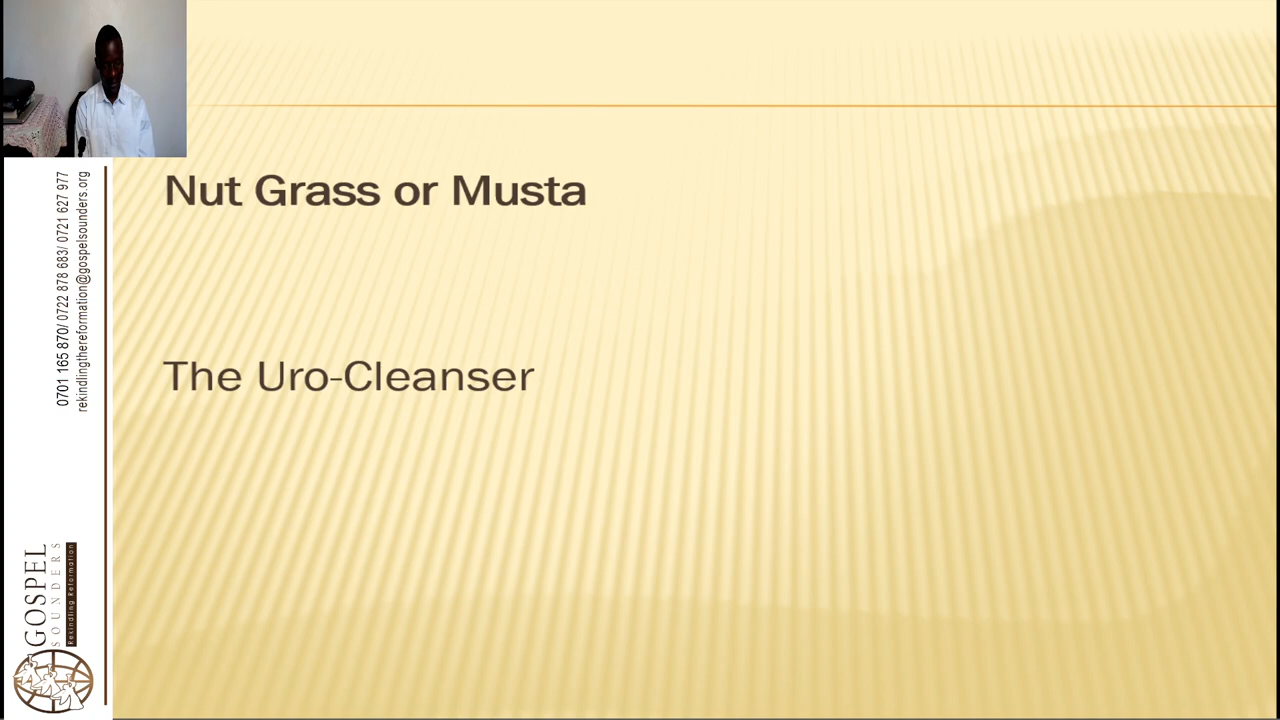 Nut Grass or Musta
The Uro-Cleanser
0701 165 870/ 0722 878 683/ 0721 627 977
rekindlingthereformation@gospelsounders.org
GOSPEL
SOUNDERS
Rekindling Reformation